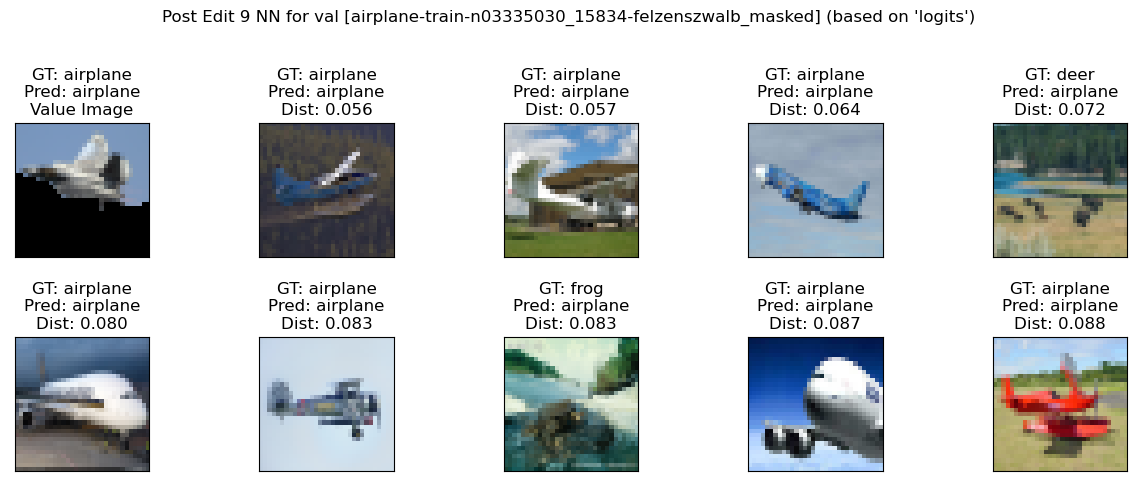 Post Edit 9 NN for val [airplane-train-n03335030_15834-felzenszwalb_masked] (based on 'logits')
GT: airplane
Pred: airplane
Value Image
GT: airplane
Pred: airplane
Dist: 0.056
GT: airplane
Pred: airplane
Dist: 0.057
GT: airplane
Pred: airplane
Dist: 0.064
GT: deer
Pred: airplane
Dist: 0.072
GT: airplane
Pred: airplane
Dist: 0.080
GT: airplane
Pred: airplane
Dist: 0.083
GT: frog
Pred: airplane
Dist: 0.083
GT: airplane
Pred: airplane
Dist: 0.087
GT: airplane
Pred: airplane
Dist: 0.088